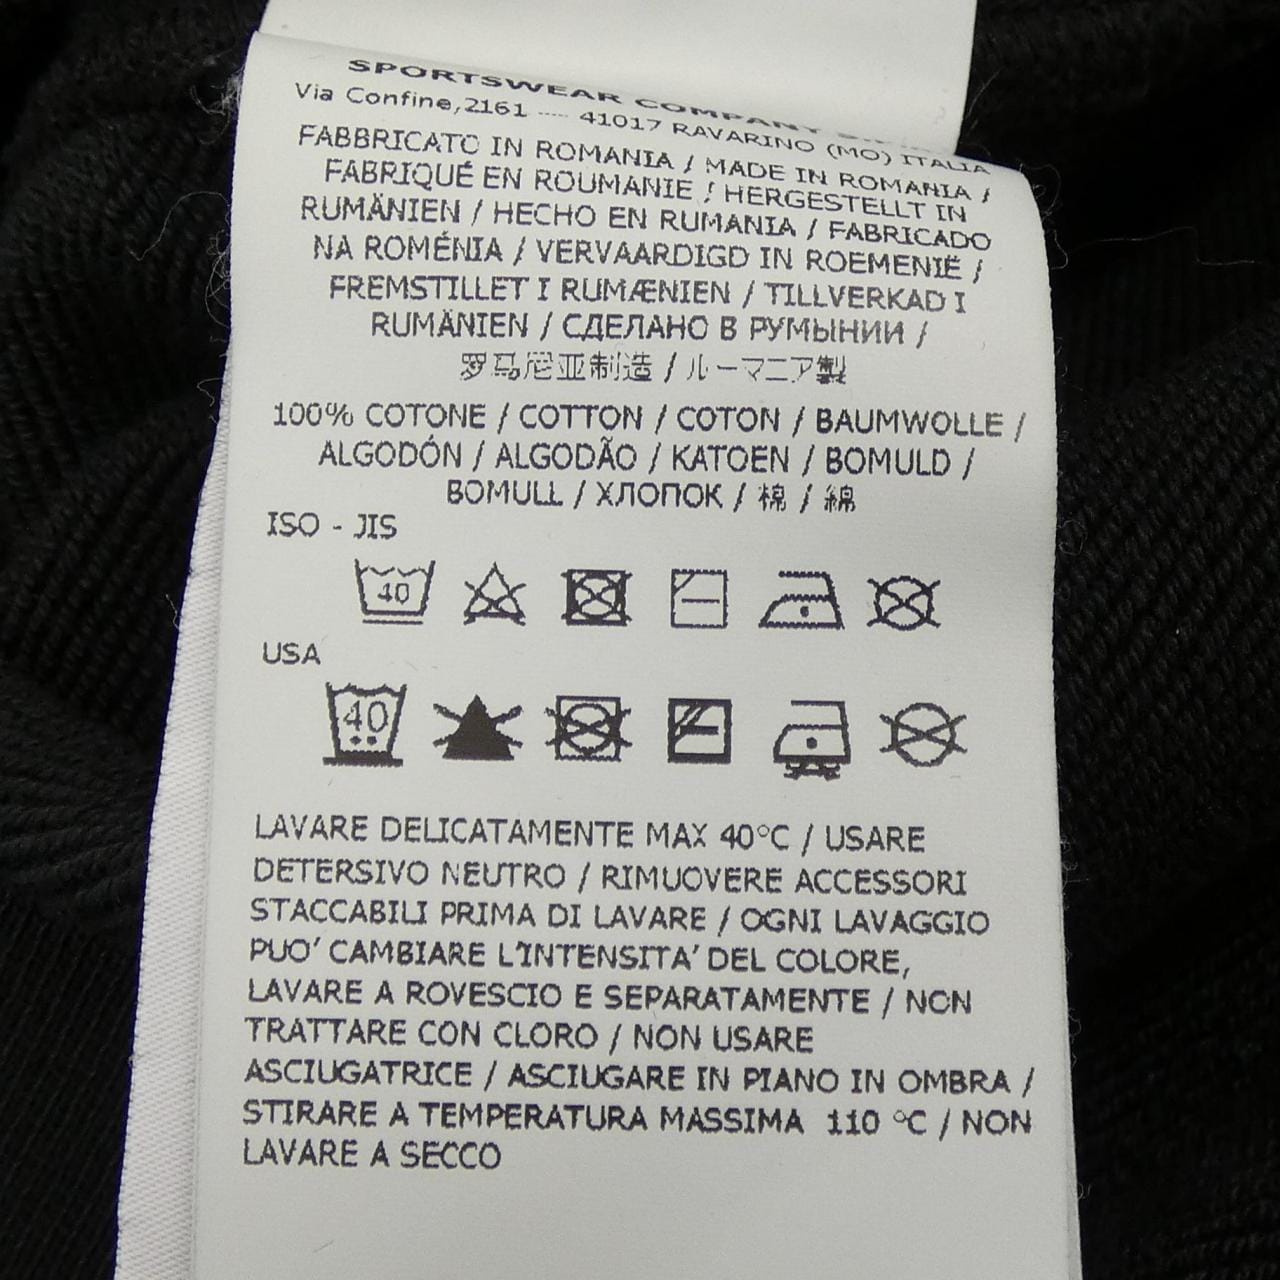 SPORTSWEAR COMPANY
Via Confine,2161 ---- 41017 RAVARINO (MO) ITALIA
FABBRICATO IN ROMANIA / MADE IN ROMANIA /
FABRIQUÉ EN ROUMANIE / HERGESTELLT IN
RUMÄNIEN / HECHO EN RUMANIA / FABRICADO
NA ROMÉNIA / VERVAARDIGD IN ROEMENIË /
FREMSTILLET I RUMÆNIEN / TILLVERKAD I
RUMÄNIEN / СДЕЛАНО В РУМЫНИИ /
罗马尼亚制造 / ルーマニア製
100% COTONE / COTTON / COTON / BAUMWOLLE /
ALGODÓN / ALGODÃO / KATOEN / BOMULD /
BOMULL / ХЛОПОК / 棉 / 綿
ISO - JIS
40
USA
40
LAVARE DELICATAMENTE MAX 40°C / USARE
DETERSIVO NEUTRO / RIMUOVERE ACCESSORI
STACCABILI PRIMA DI LAVARE / OGNI LAVAGGIO
PUO' CAMBIARE L'INTENSITA' DEL COLORE,
LAVARE A ROVESCIO E SEPARATAMENTE / NON
TRATTARE CON CLORO / NON USARE
ASCIUGATRICE / ASCIUGARE IN PIANO IN OMBRA /
STIRARE A TEMPERATURA MASSIMA 110 °C / NON
LAVARE A SECCO